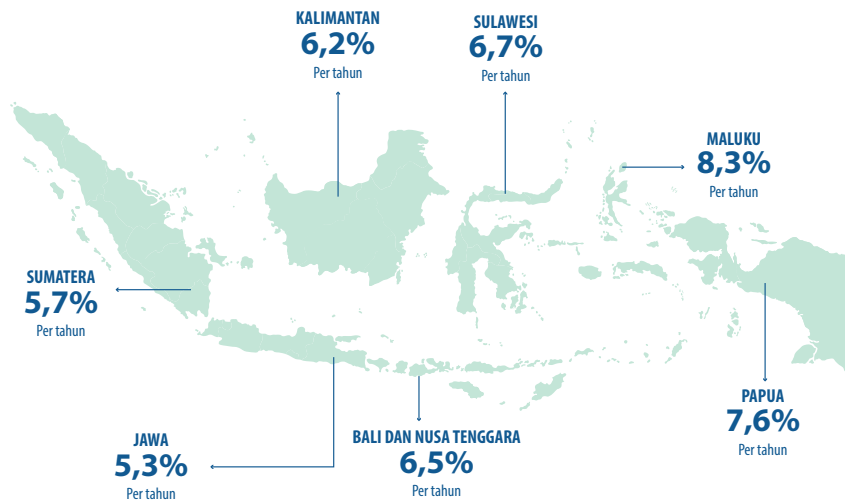 KALIMANTAN
6,2%
Per tahun
SULAWESI
6,7%
Per tahun
MALUKU
8,3%
Per tahun
SUMATERA
5,7%
Per tahun
PAPUA
7,6%
Per tahun
JAWA
5,3%
Per tahun
BALI DAN NUSA TENGGARA
6,5%
Per tahun